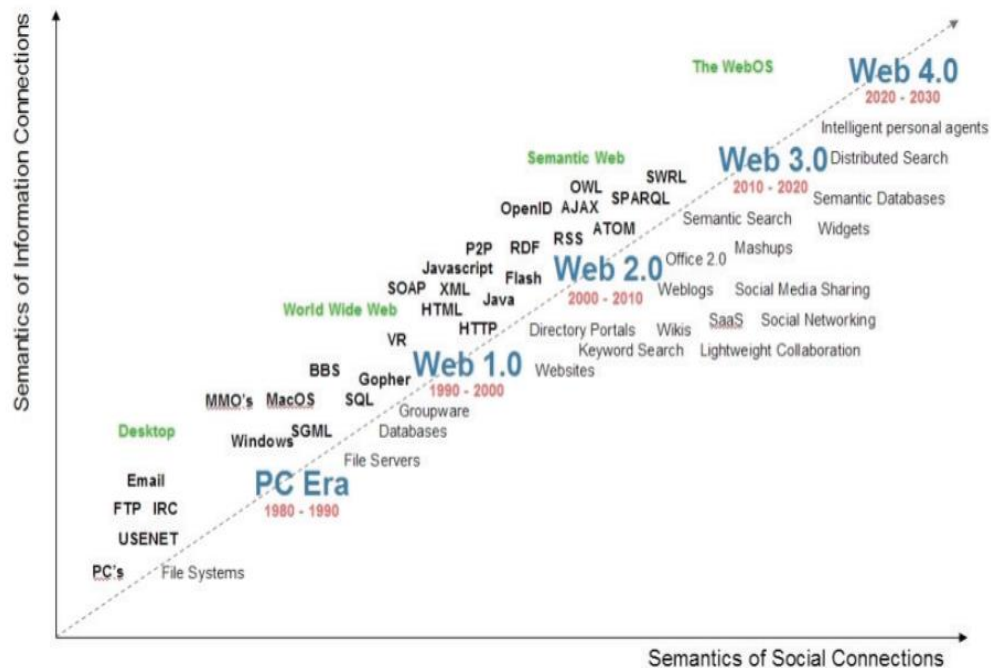 Semantics of Information Connections
The WebOS
Web 4.0
2020 - 2030
Intelligent personal agents
Semantic Web
Web 3.0
Distributed Search
2010 - 2020
SWRL
OWL
SPARQL
Semantic Databases
OpenID
AJAX
Semantic Search
Widgets
ATOM
RSS
P2P
RDF
Mashups
Office 2.0
Javascript
Flash
Web 2.0
2000 - 2010
SOAP
XML
Weblogs
Social Media Sharing
Java
World Wide Web
HTML
HTTP
Directory Portals
Wikis
SaaS
Social Networking
VR
Keyword Search
Lightweight Collaboration
Web 1.0
1990 - 2000
Websites
BBS
Gopher
MMO's
MacOS
SQL
Groupware
Desktop
Windows
SGML
Databases
File Servers
PC Era
1980 - 1990
Email
FTP
IRC
USENET
PC's
File Systems
Semantics of Social Connections